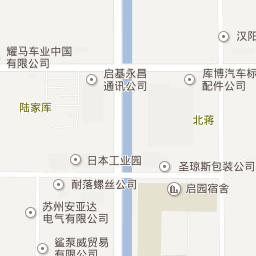 汉阳
耀马车业中国
有限公司
启基永昌
通讯公司
库博汽车标
配件公司
陆家厍
北蒋
日本工业园
圣琼斯包装公司
耐落螺丝公司
启园宿舍
苏州安亚达
电气有限公司
鲨泵威贸易
有限公司